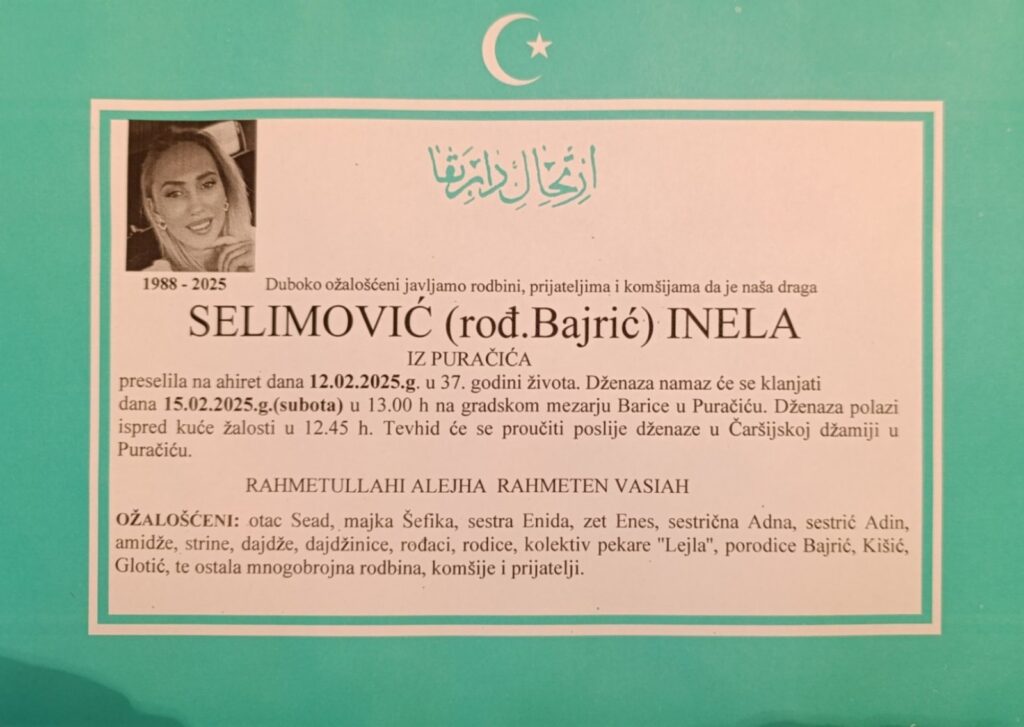 ارتحال دار بقا
1988 - 2025
Duboko ožalošćeni javljamo rodbini, prijateljima i komšijama da je naša draga
SELIMOVIĆ (rođ.Bajrić) INELA
IZ PURAČIĆA
preselila na ahiret dana 12.02.2025.g. u 37. godini života. Dženaza namaz će se klanjati
dana 15.02.2025.g.(subota) u 13.00 h na gradskom mezarju Barice u Puračiću. Dženaza polazi
ispred kuće žalosti u 12.45 h. Tevhid će se proučiti poslije dženaze u Čaršijskoj džamiji u
Puračiću.
RAHMETULLAHI ALEJHA RAHMETEN VASIAH
OŽALOŠĆENI: otac Sead, majka Šefika, sestra Enida, zet Enes, sestrična Adna, sestrić Adin,
amidže, strine, dajdže, dajdžinice, rođaci, rodice, kolektiv pekare "Lejla", porodice Bajrić, Kišić,
Glotić, te ostala mnogobrojna rodbina, komšije i prijatelji.